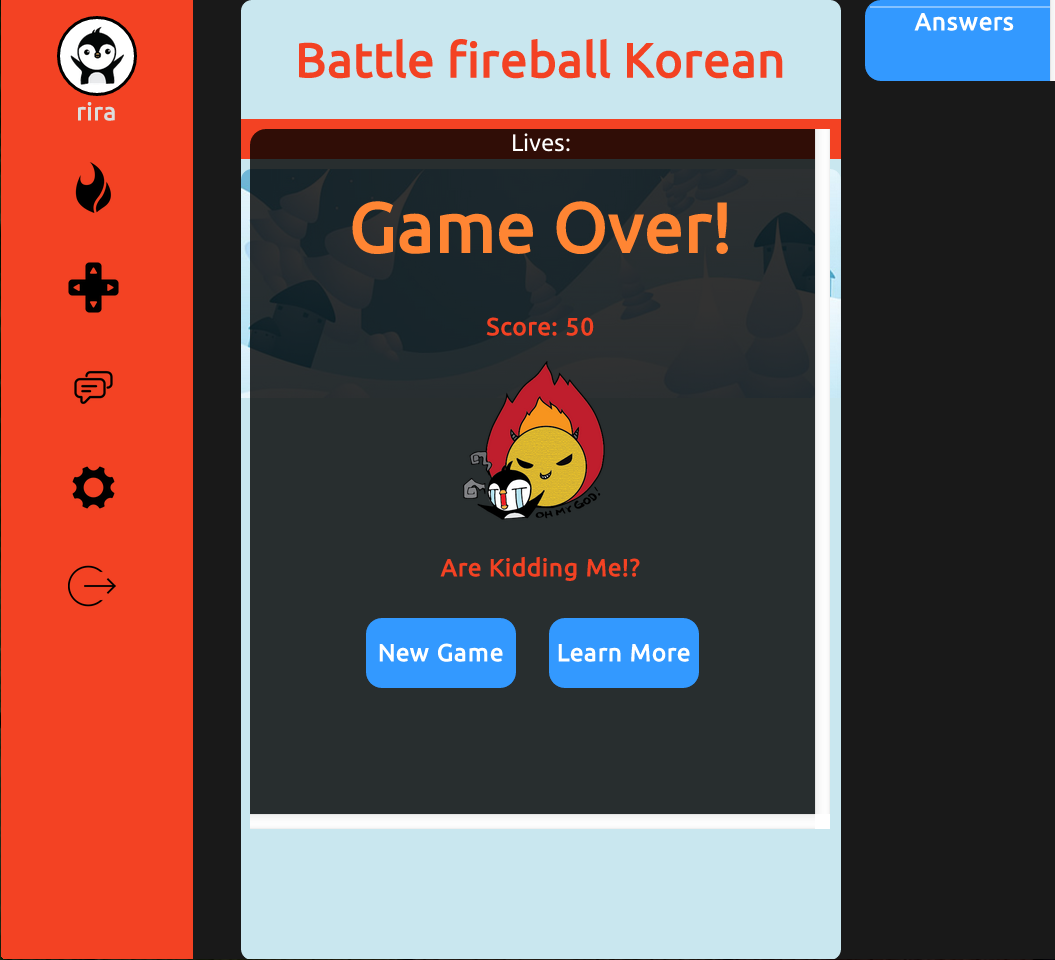 rira
Battle fireball Korean
Answers
Lives:
Game Over!
Score: 50
OH MY GOD!
Are Kidding Me!?
New Game
Learn More